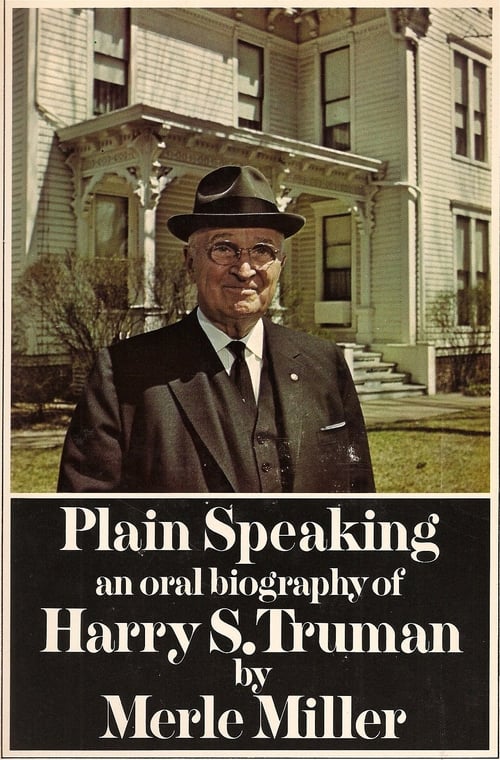 Plain Speaking
an oral biography of
Harry S. Truman
by
Merle Miller